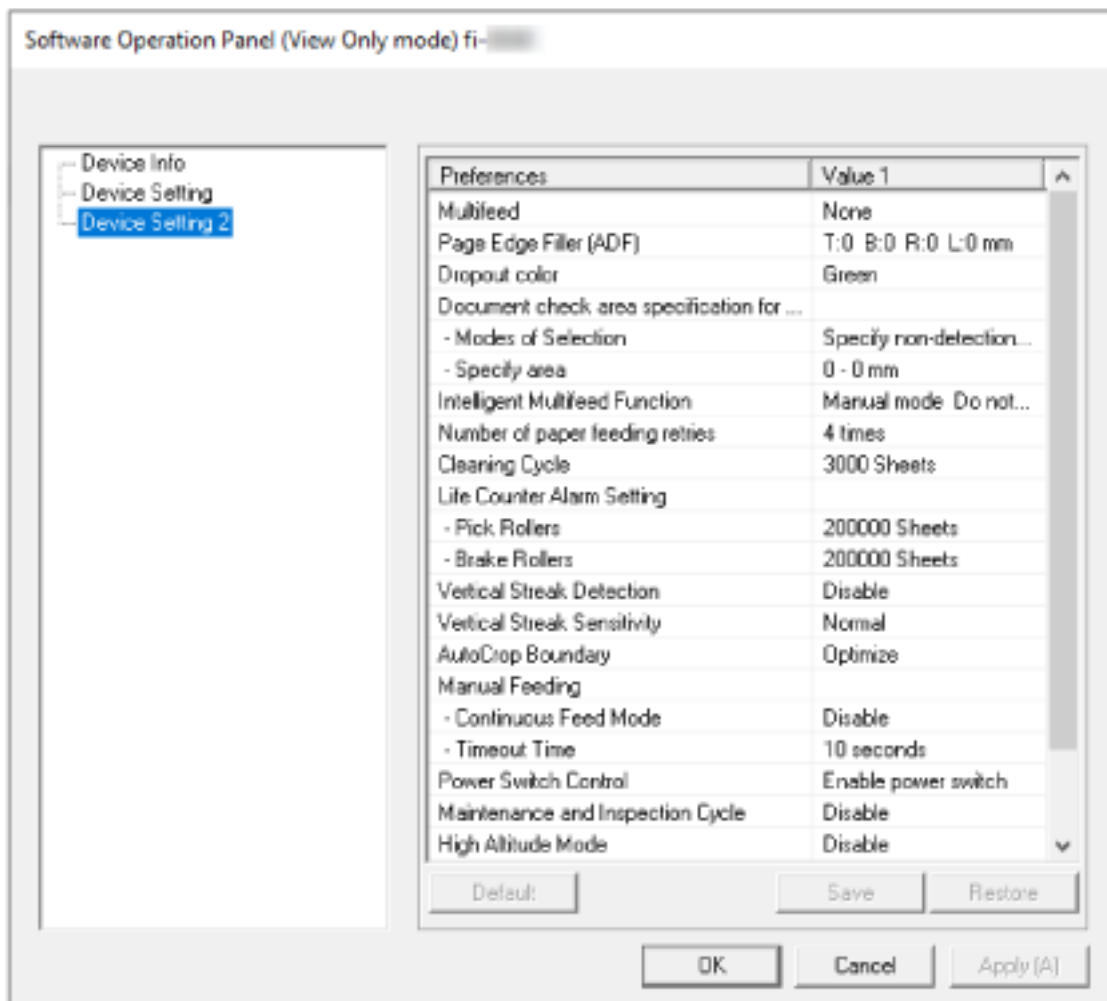 Software Operation Panel (View Only mode) fi-
Device Info
Device Setting
Device Setting 2
Preferences Value 1
Multifeed None
Page Edge Filler (ADF) T:0 B:0 R:0 L:0 mm
Dropout color Green
Document check area specification for ...
- Modes of Selection Specify non-detection...
- Specify area 0 - 0 mm
Intelligent Multifeed Function Manual mode Do not...
Number of paper feeding retries 4 times
Cleaning Cycle 3000 Sheets
Life Counter Alarm Setting
- Pick Rollers 200000 Sheets
- Brake Rollers 200000 Sheets
Vertical Streak Detection Disable
Vertical Streak Sensitivity Normal
AutoCrop Boundary Optimize
Manual Feeding
- Continuous Feed Mode Disable
- Timeout Time 10 seconds
Power Switch Control Enable power switch
Maintenance and Inspection Cycle Disable
High Altitude Mode Disable
Default Save Restore
OK Cancel Apply (A)